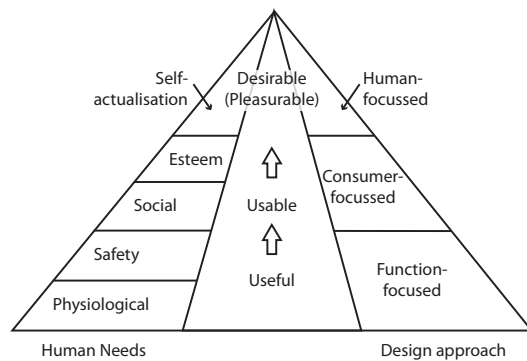 Self-
actualisation
Desirable
(Pleasurable)
Human-
focussed
Esteem
Consumer-
focussed
Social
Usable
Safety
Useful
Function-
focused
Physiological
Human Needs
Design approach